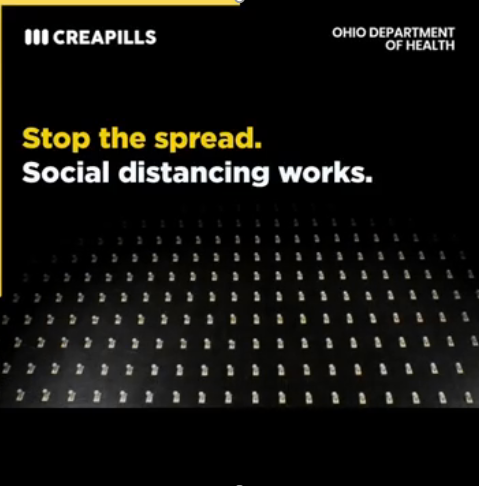 CREAPILLS
OHIO DEPARTMENT
OF HEALTH
Stop the spread.
Social distancing works.